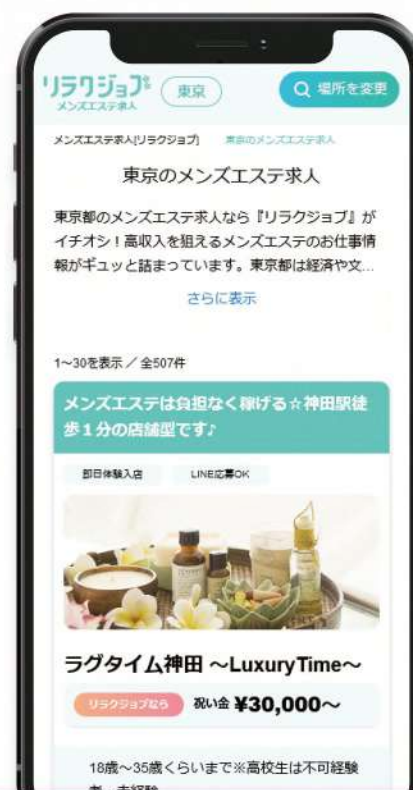 リラクジョブ
メンズエステ求人
東京
場所を変更
メンズエステ求人[リラクジョブ] 東京のメンズエステ求人
東京のメンズエステ求人
東京都のメンズエステ求人なら『リラクジョブ』が
イチオシ！高収入を狙えるメンズエステのお仕事情
報がギュッと詰まっています。東京都は経済や文...
さらに表示
1～30を表示 ／ 全507件
メンズエステは負担なく稼げる☆神田駅徒
歩１分の店舗型です♪
即日体験入店 LINE応募OK
ラグタイム神田 ～LuxuryTime～
リラクジョブなら 祝い金 ¥30,000～
18歳～35歳くらいまで※高校生は不可経験
者・未経験